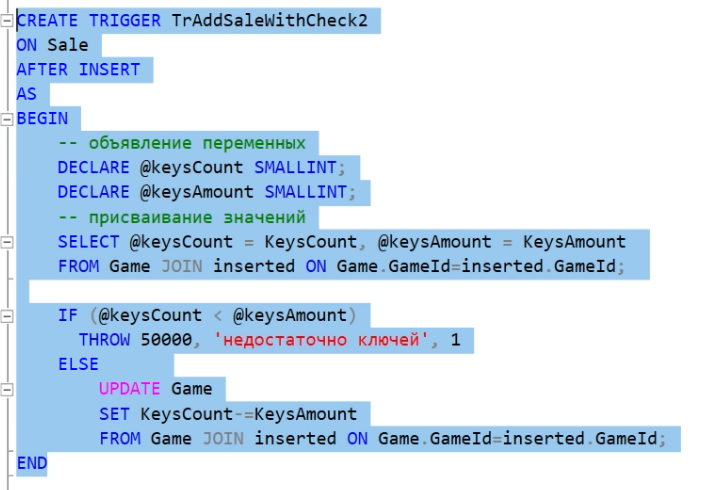 CREATE TRIGGER TrAddSaleWithCheck2
ON Sale
AFTER INSERT
AS
BEGIN
    -- объявление переменных
    DECLARE @keysCount SMALLINT;
    DECLARE @keysAmount SMALLINT;
    -- присваивание значений
    SELECT @keysCount = KeysCount, @keysAmount = KeysAmount
    FROM Game JOIN inserted ON Game.GameId=inserted.GameId;
    IF (@keysCount < @keysAmount)
      THROW 50000, 'недостаточно ключей', 1
    ELSE
        UPDATE Game
        SET KeysCount-=KeysAmount
        FROM Game JOIN inserted ON Game.GameId=inserted.GameId;
END